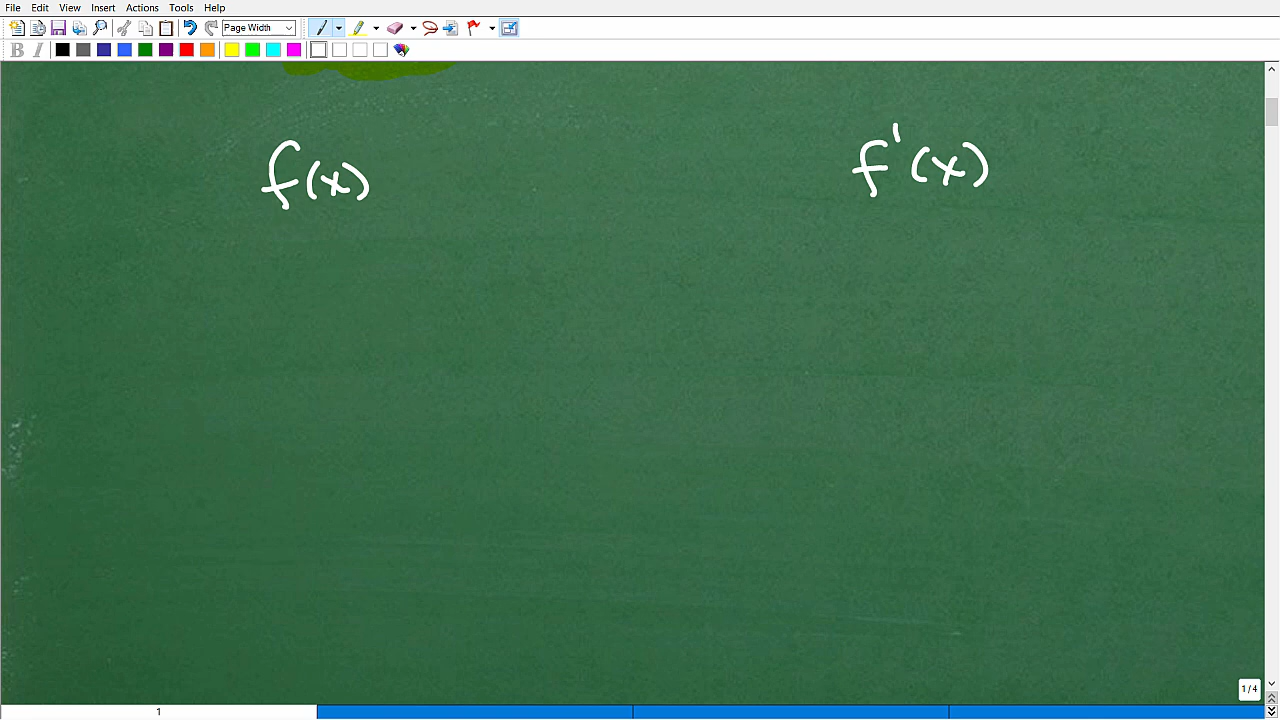 File Edit View Insert Actions Tools Help
Page Width
B I
f(x) f'(x)
1 / 4
1